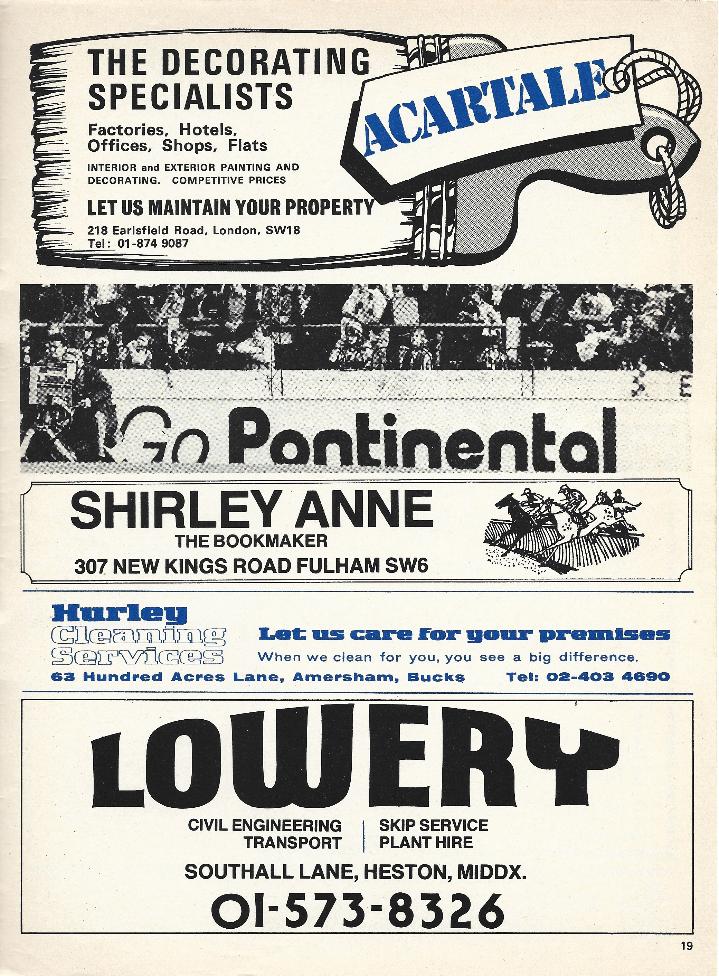 THE DECORATING
SPECIALISTS
Factories, Hotels,
Offices, Shops, Flats
INTERIOR and EXTERIOR PAINTING AND
DECORATING. COMPETITIVE PRICES
LET US MAINTAIN YOUR PROPERTY
218 Earlsfield Road, London, SW18
Tel: 01-874 9087
ACARTALE
Go Pontinental
SHIRLEY ANNE
THE BOOKMAKER
307 NEW KINGS ROAD FULHAM SW6
Hurley
Cleaning
Services
Let us care for your premises
When we clean for you, you see a big difference.
63 Hundred Acres Lane, Amersham, Bucks Tel: 02-403 4690
LOWERY
CIVIL ENGINEERING
TRANSPORT
SKIP SERVICE
PLANT HIRE
SOUTHALL LANE, HESTON, MIDDX.
01-573-8326
19